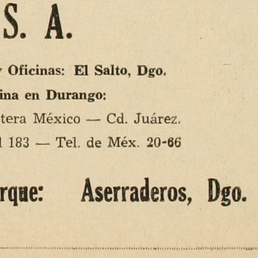 S. A.
y Oficinas: El Salto, Dgo.
ina en Durango:
tera México — Cd. Juárez.
l 183 — Tel. de Méx. 20-66
rque: Aserraderos, Dgo.